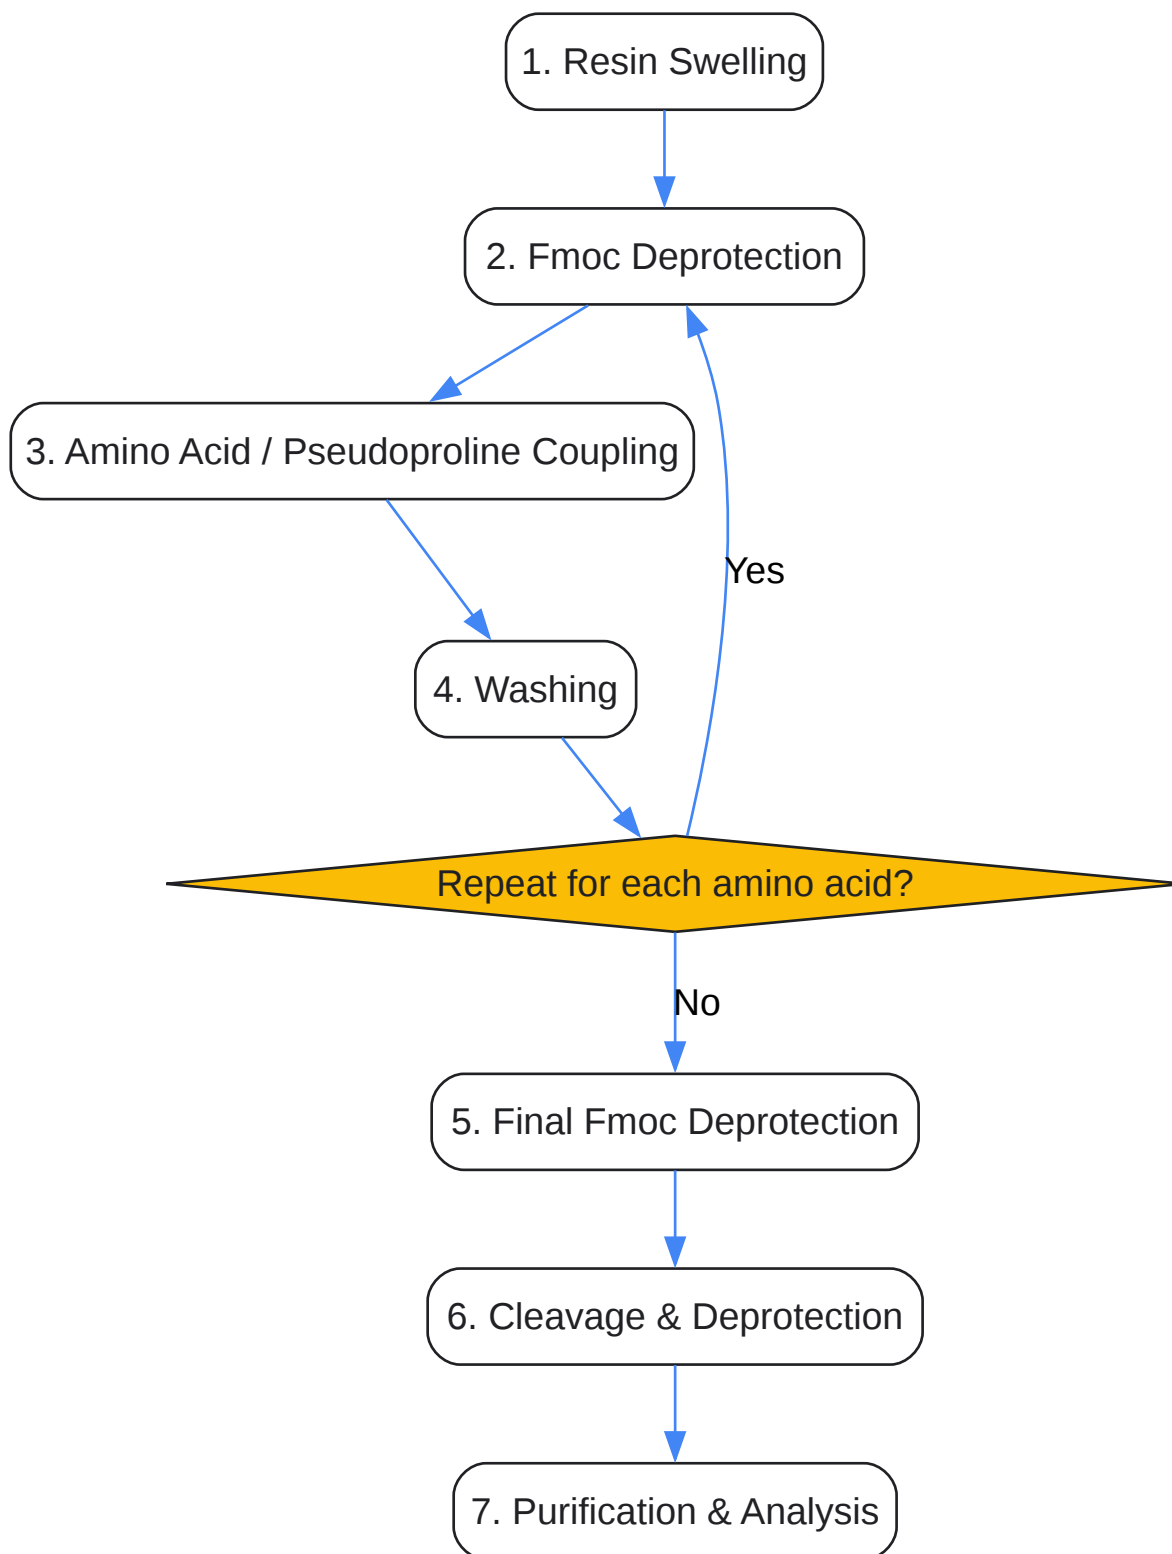 1. Resin Swelling
2. Fmoc Deprotection
3. Amino Acid / Pseudoproline Coupling
Yes
4. Washing
Repeat for each amino acid?
No
5. Final Fmoc Deprotection
6. Cleavage & Deprotection
7. Purification & Analysis